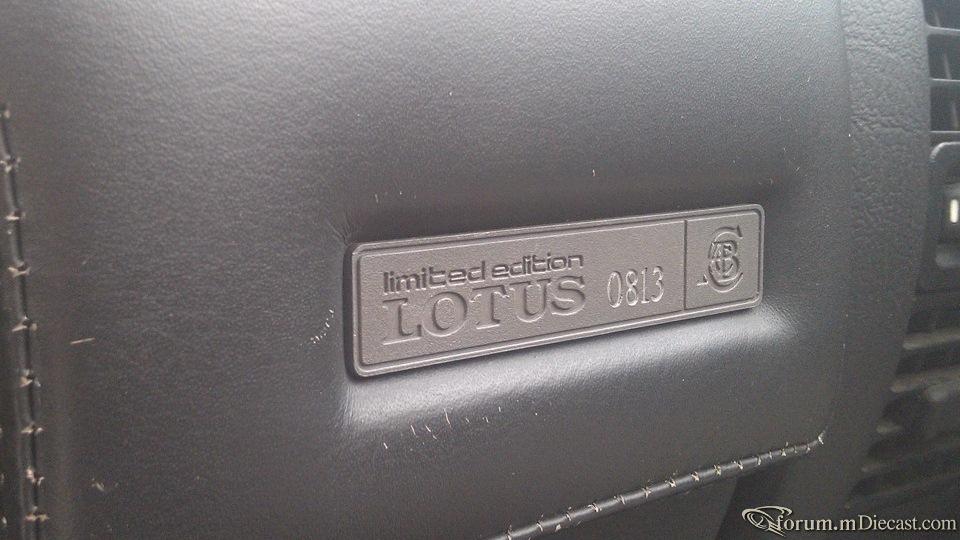 limited edition
LOTUS 0813
forum.mDiecast.com